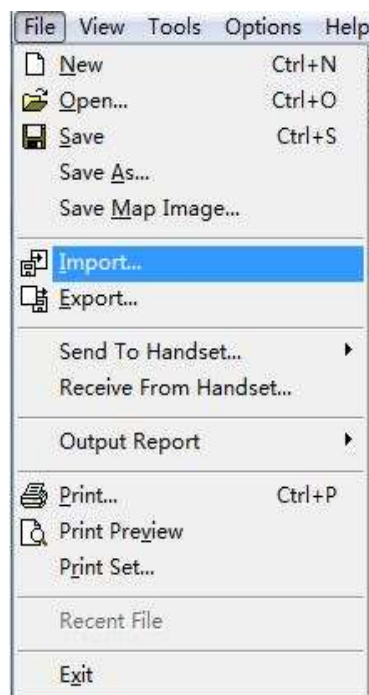 File View Tools Options Help
New Ctrl+N
Open... Ctrl+O
Save Ctrl+S
Save As...
Save Map Image...
Import...
Export...
Send To Handset...
Receive From Handset...
Output Report
Print... Ctrl+P
Print Preview
Print Set...
Recent File
Exit